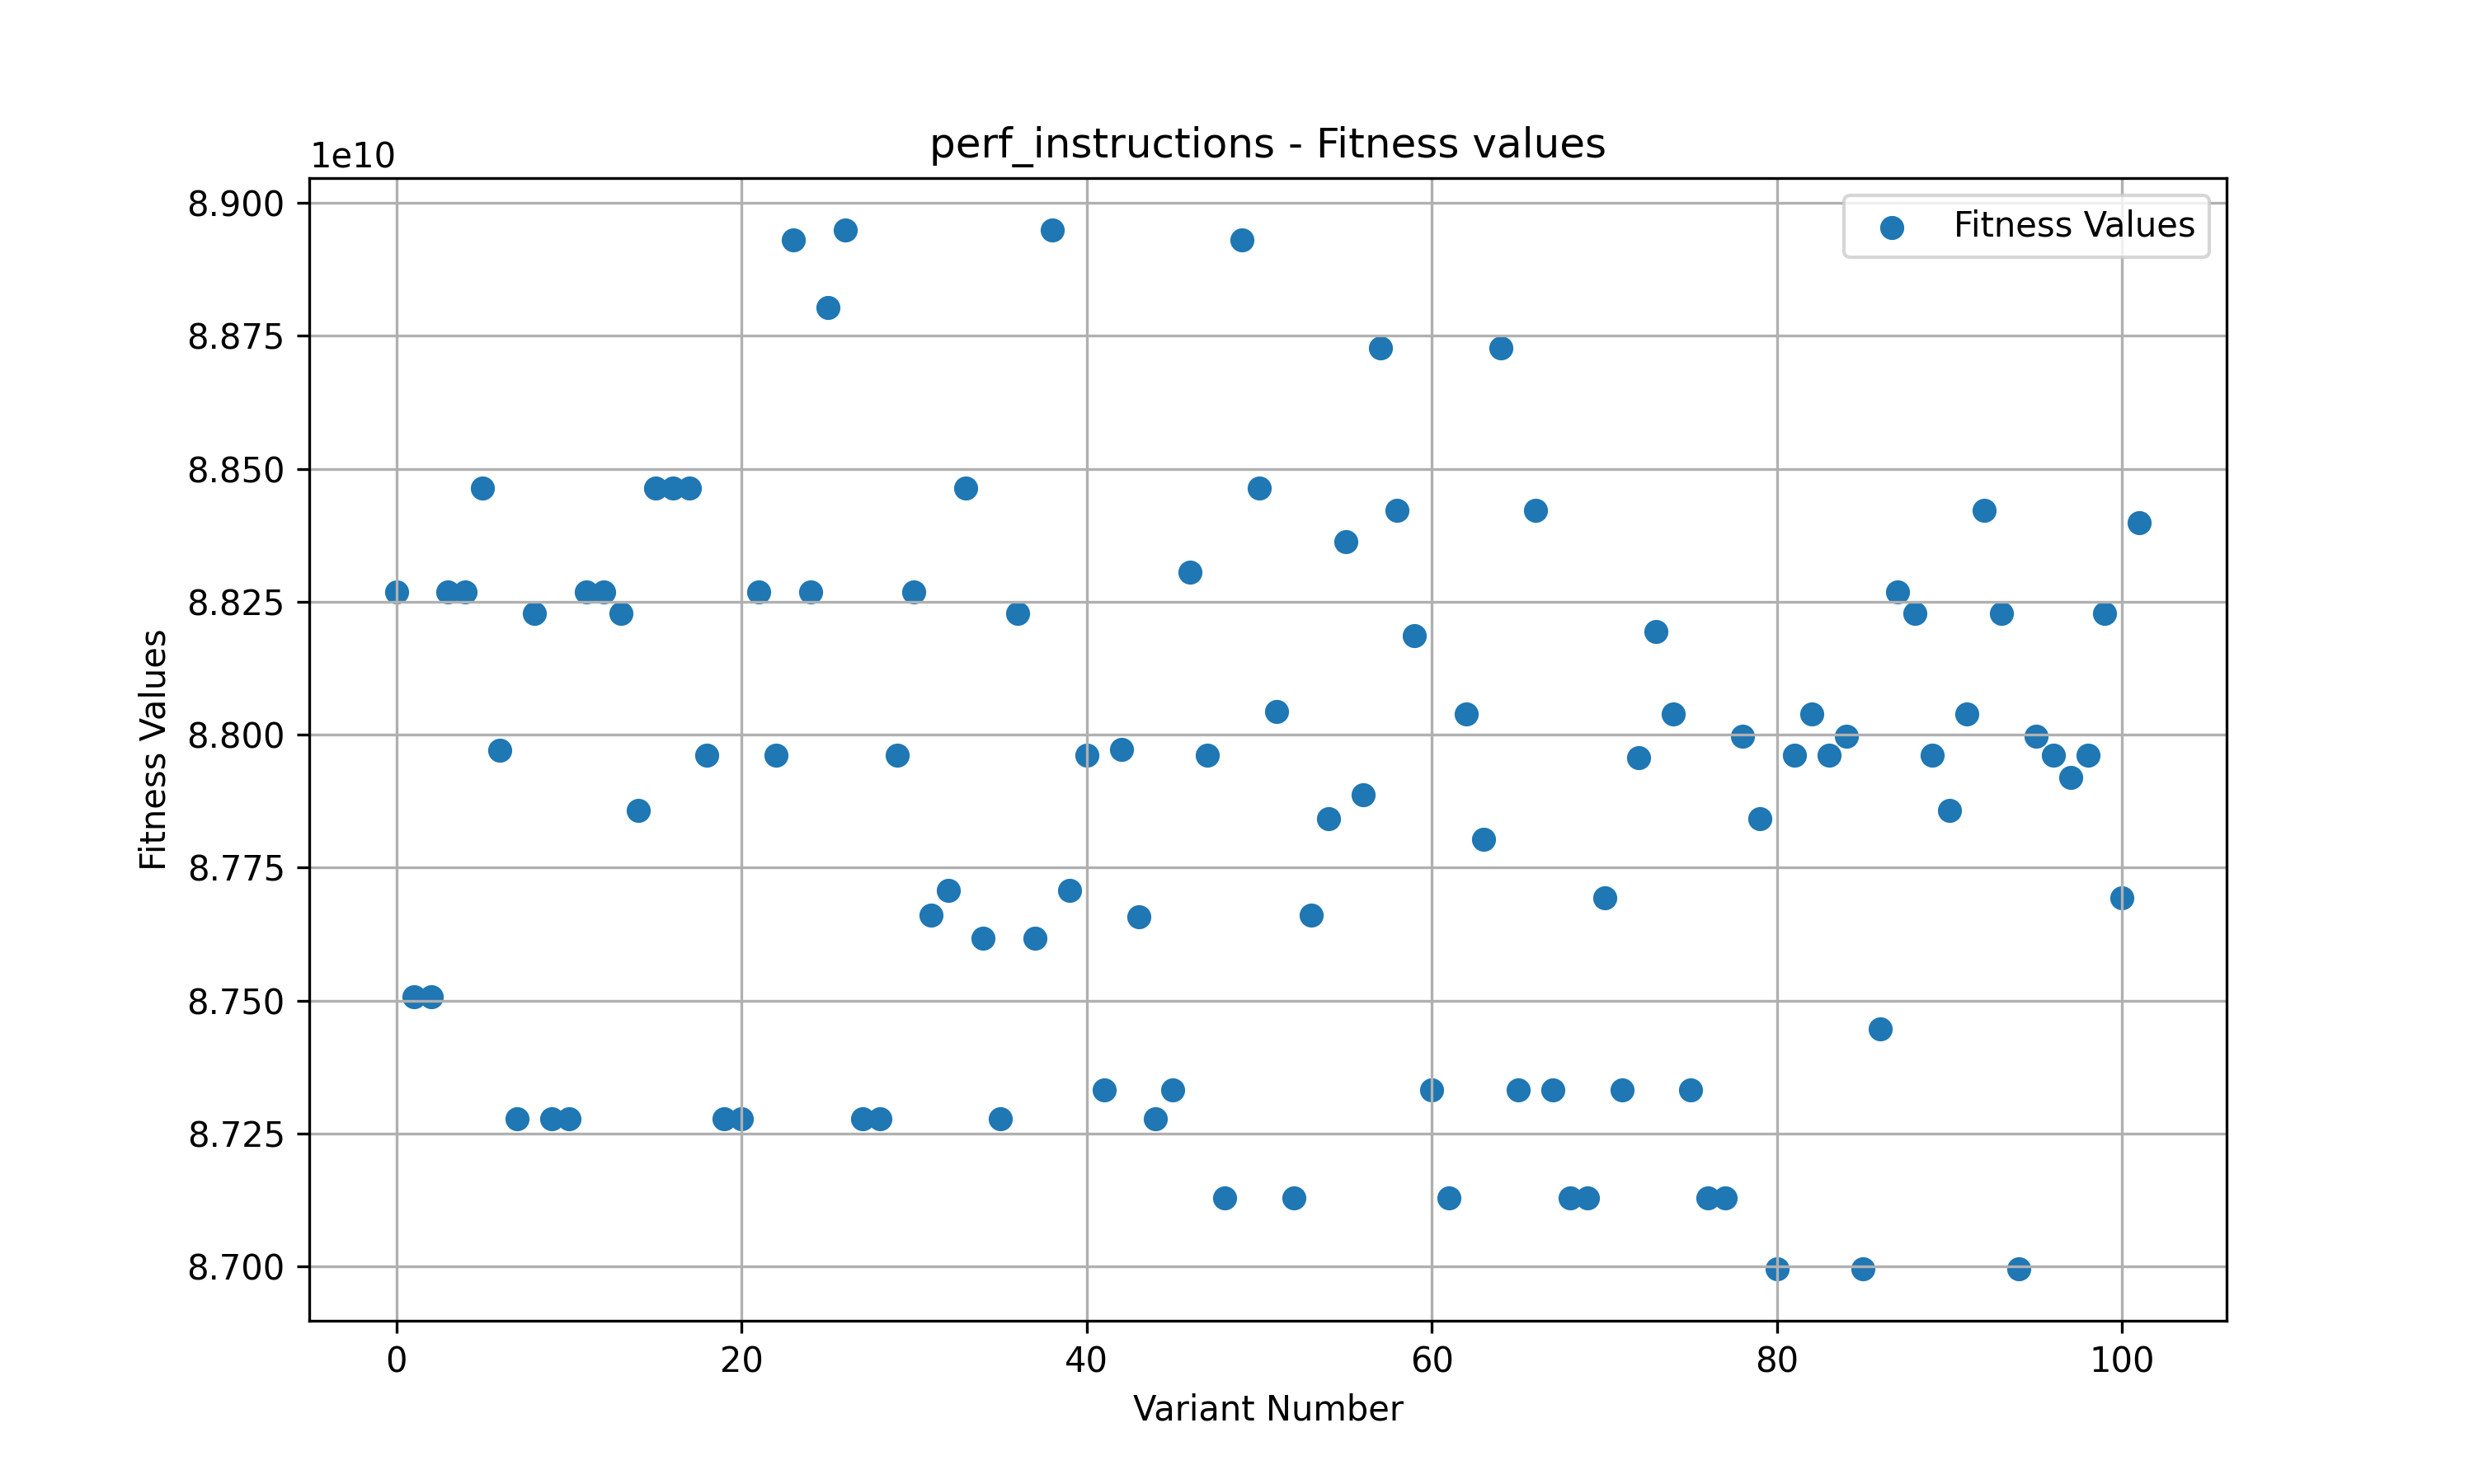 perf_instructions - Fitness values
1e10
Fitness Values
8.900
8.875
8.850
8.825
8.800
8.775
8.750
8.725
8.700
Fitness Values
0 20 40 60 80 100
Variant Number